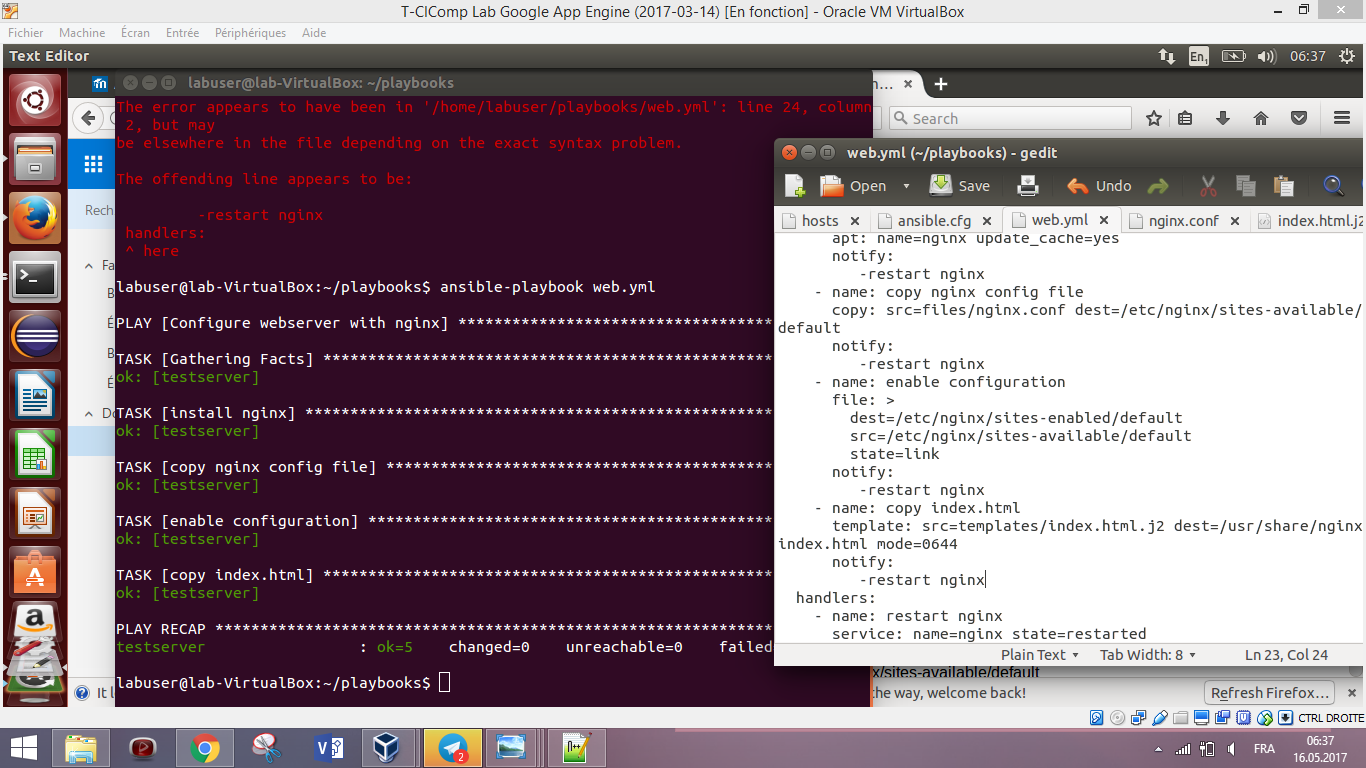 T-ClComp Lab Google App Engine (2017-03-14) [En fonction] - Oracle VM VirtualBox
Fichier Machine Écran Entrée Périphériques Aide
Text Editor
En1
06:37
labuser@lab-VirtualBox: ~/playbooks
n…
Search
The error appears to have been in '/home/labuser/playbooks/web.yml': line 24, column
2, but may
be elsewhere in the file depending on the exact syntax problem.
The offending line appears to be:
-restart nginx
handlers:
^ here
labuser@lab-VirtualBox:~/playbooks$ ansible-playbook web.yml
PLAY [Configure webserver with nginx] ***********************************
TASK [Gathering Facts] **************************************************
ok: [testserver]
TASK [install nginx] ****************************************************
ok: [testserver]
TASK [copy nginx config file] *******************************************
ok: [testserver]
TASK [enable configuration] *********************************************
ok: [testserver]
TASK [copy index.html] **************************************************
ok: [testserver]
PLAY RECAP **************************************************************
testserver : ok=5 changed=0 unreachable=0 failed
labuser@lab-VirtualBox:~/playbooks$
Rech
Fa
B
É
B
É
Do
It l
web.yml (~/playbooks) - gedit
Open Save Undo
hosts ansible.cfg web.yml nginx.conf index.html.j2
apt: name=nginx update_cache=yes
notify:
-restart nginx
- name: copy nginx config file
copy: src=files/nginx.conf dest=/etc/nginx/sites-available/
default
notify:
-restart nginx
- name: enable configuration
file: >
dest=/etc/nginx/sites-enabled/default
src=/etc/nginx/sites-available/default
state=link
notify:
-restart nginx
- name: copy index.html
template: src=templates/index.html.j2 dest=/usr/share/nginx
index.html mode=0644
notify:
-restart nginx
handlers:
- name: restart nginx
service: name=nginx state=restarted
Plain Text Tab Width: 8 Ln 23, Col 24
x/sites-available/default
the way, welcome back!
Refresh Firefox…
CTRL DROITE
2
FRA
06:37
16.05.2017